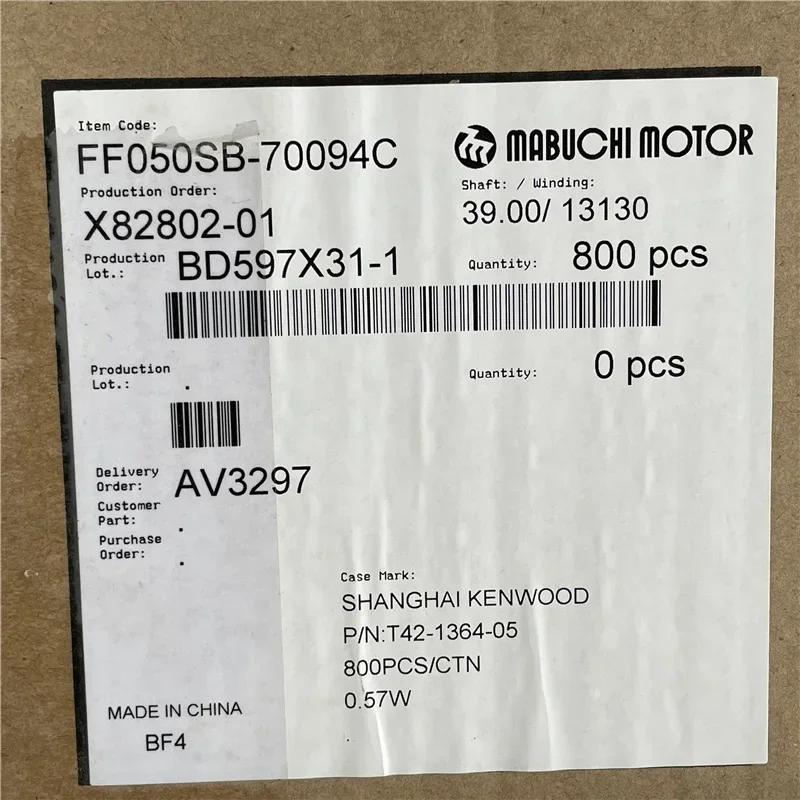 Item Code:
FF050SB-70094C
MABUCHI MOTOR
Production Order:
Shaft: / Winding:
X82802-01
39.00/ 13130
Production
Lot.:
BD597X31-1
Quantity:
800 pcs
Production
Lot.:
.
Quantity:
0 pcs
Delivery
Order:
AV3297
Customer
Part:
.
Purchase
Order:
.
Case Mark:
SHANGHAI KENWOOD
P/N:T42-1364-05
800PCS/CTN
0.57W
MADE IN CHINA
BF4